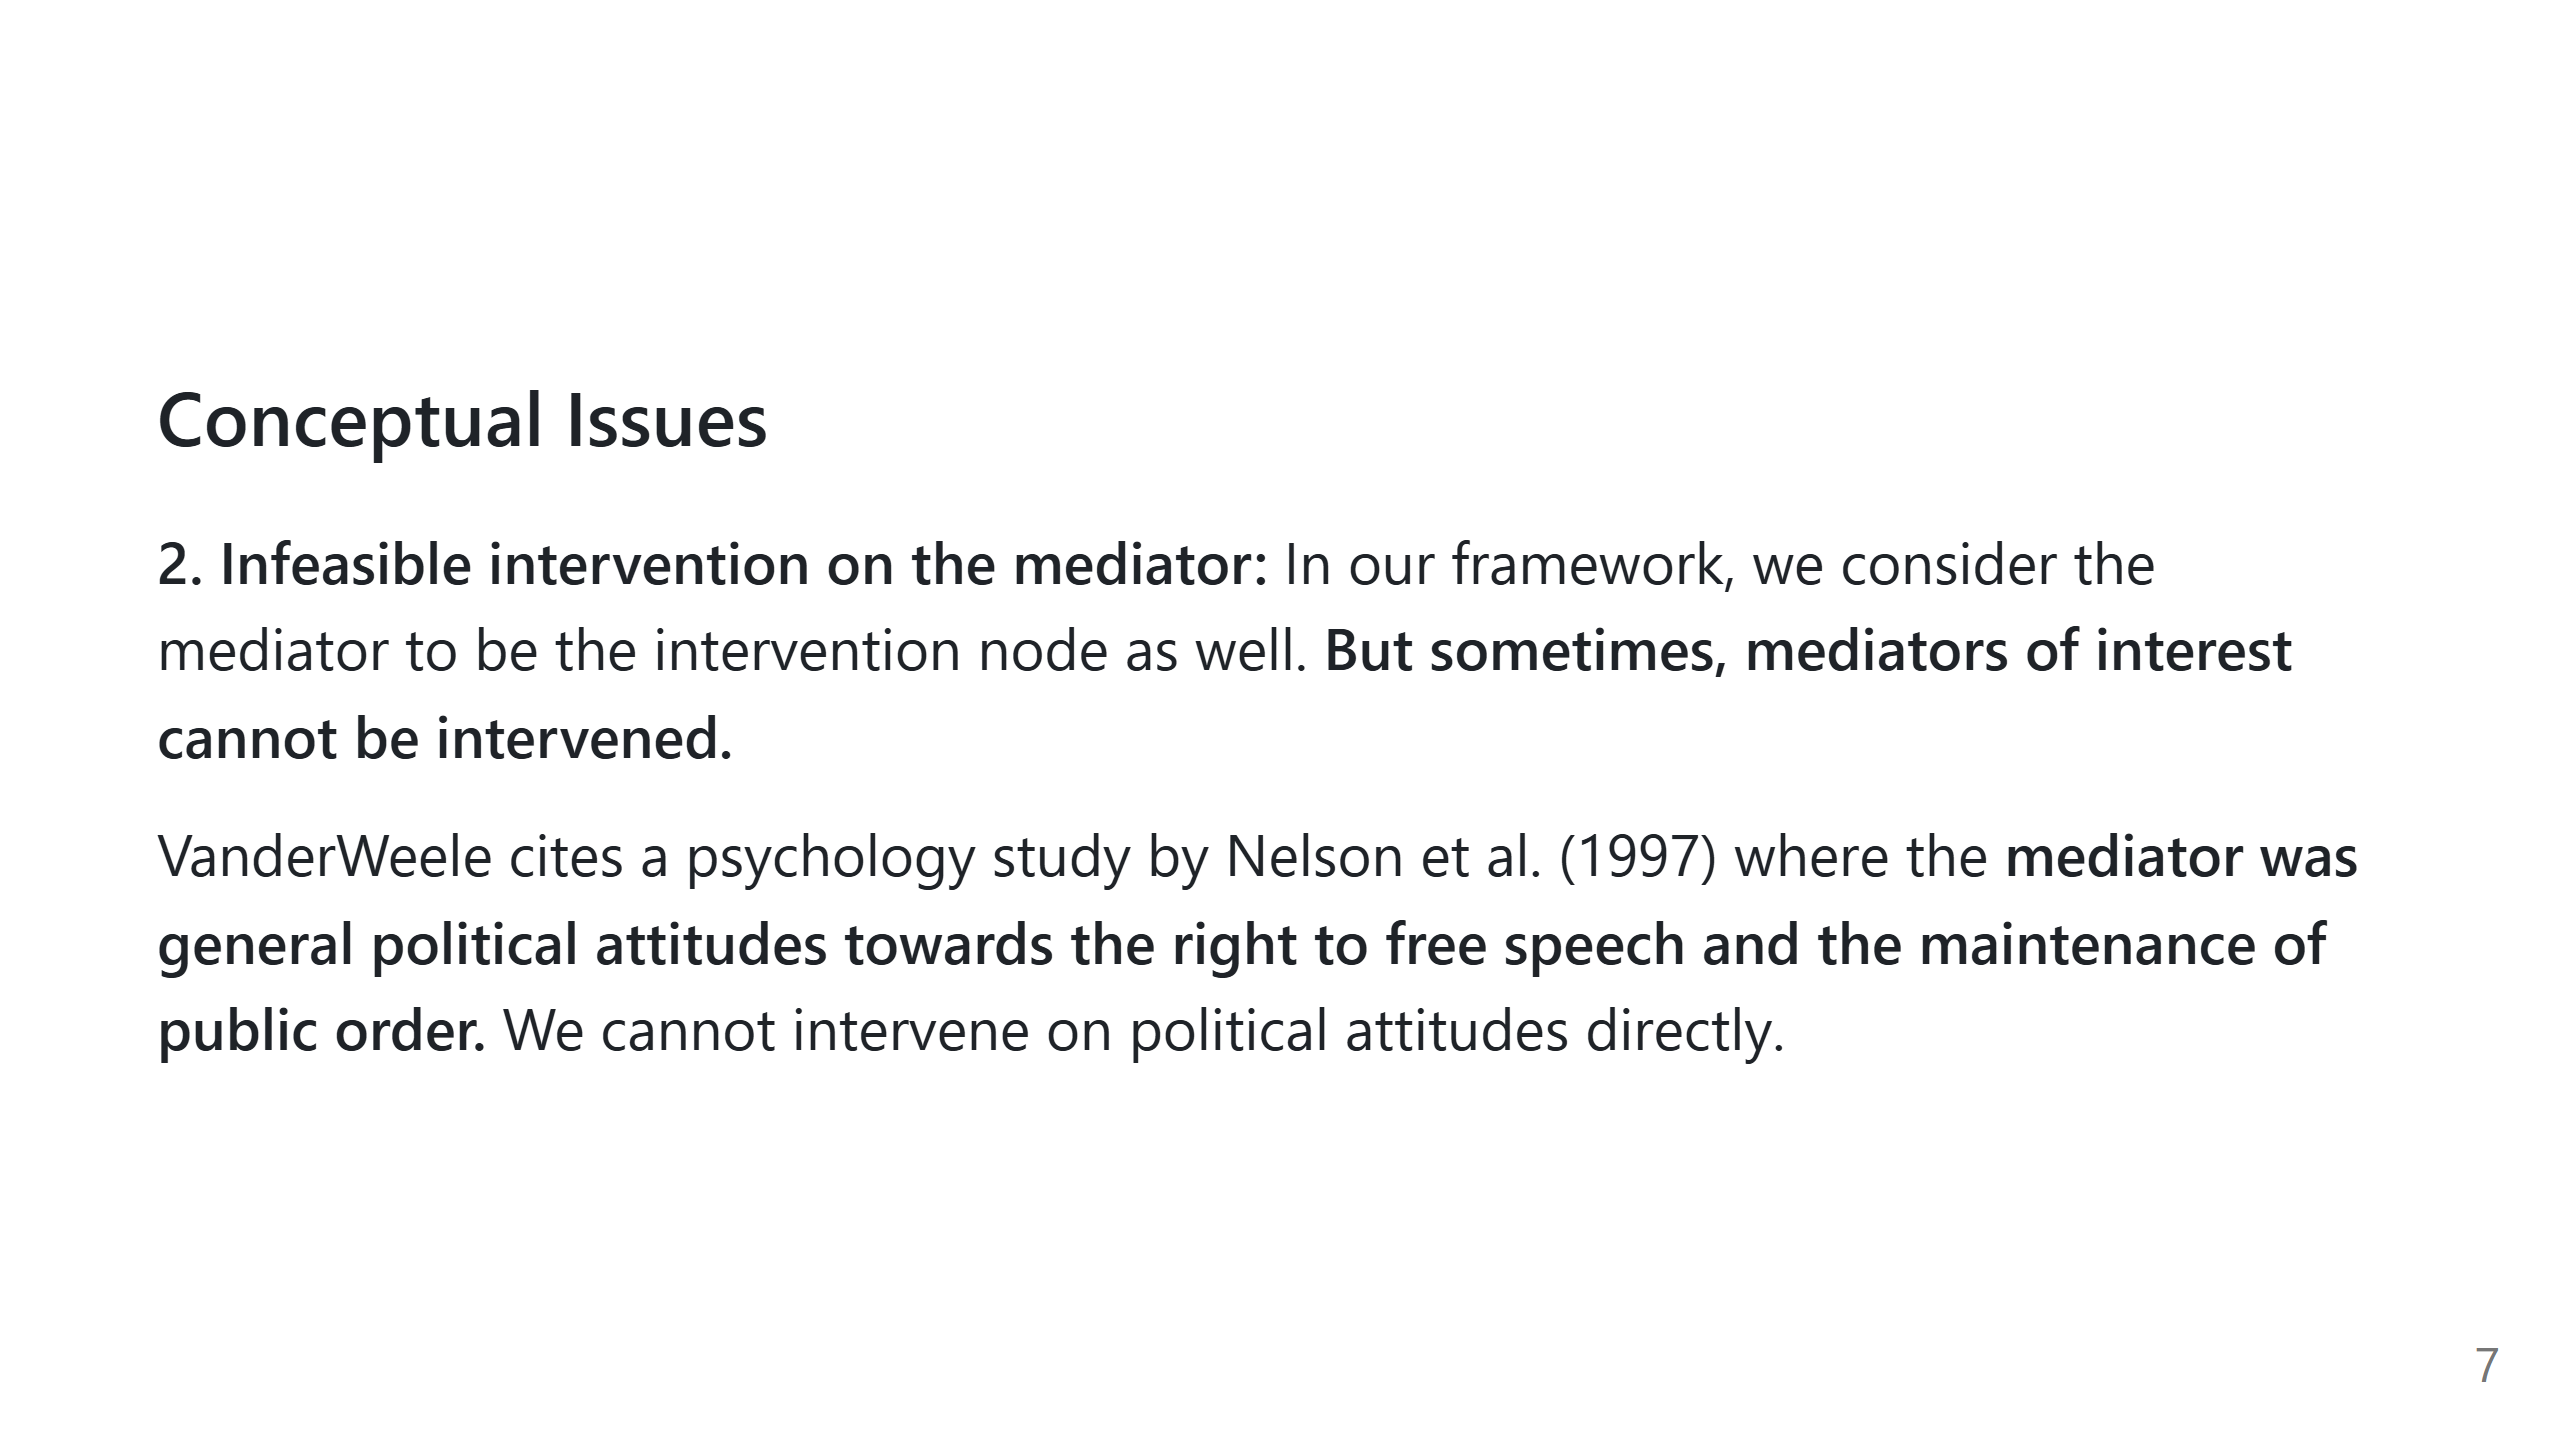 Conceptual Issues
2. Infeasible intervention on the mediator: In our framework, we consider the
mediator to be the intervention node as well. But sometimes, mediators of interest
cannot be intervened.
VanderWeele cites a psychology study by Nelson et al. (1997) where the mediator was
general political attitudes towards the right to free speech and the maintenance of
public order. We cannot intervene on political attitudes directly.
7